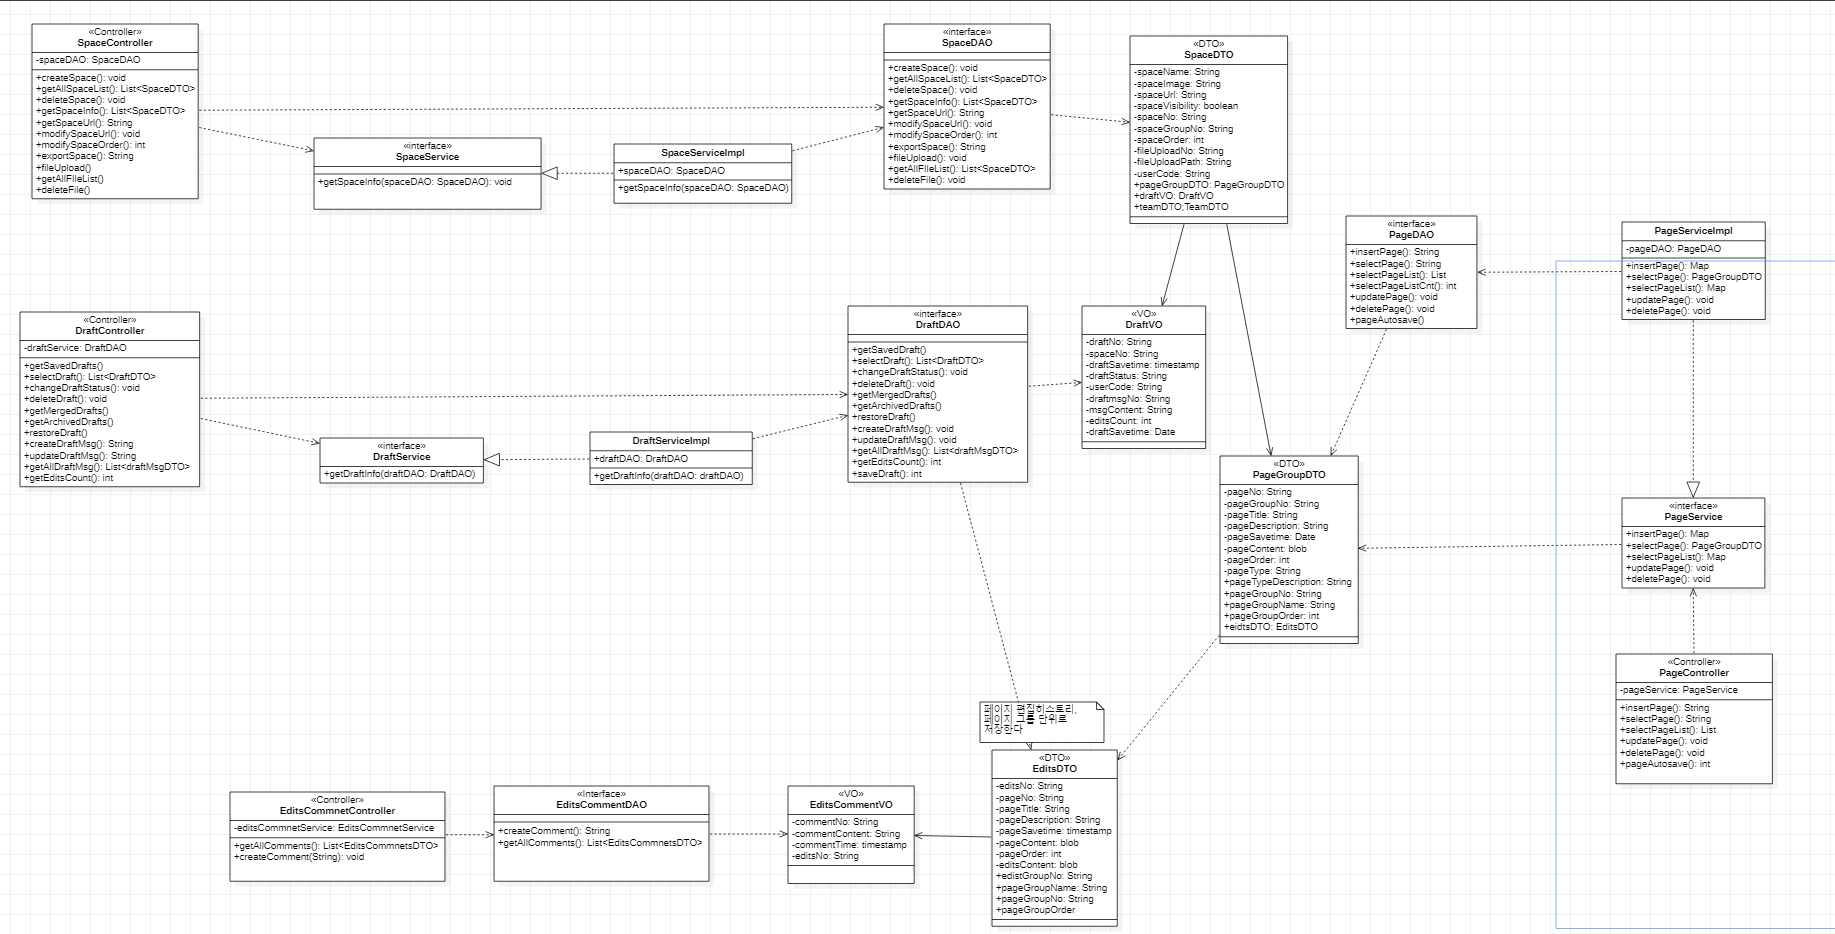 «Controller»
SpaceController
-spaceDAO: SpaceDAO
+createSpace(): void
+getAllSpaceList(): List<SpaceDTO>
+deleteSpace(): void
+getSpaceInfo(): List<SpaceDTO>
+getSpaceUrl(): String
+modifySpaceUrl(): void
+modifySpaceOrder(): int
+exportSpace(): String
+fileUpload()
+getAllFIleList()
+deleteFile()
«interface»
SpaceService
+getSpaceInfo(spaceDAO: SpaceDAO): void
SpaceServiceImpl
+spaceDAO: SpaceDAO
+getSpaceInfo(spaceDAO: SpaceDAO)
«interface»
SpaceDAO
+createSpace(): void
+getAllSpaceList(): List<SpaceDTO>
+deleteSpace(): void
+getSpaceInfo(): List<SpaceDTO>
+getSpaceUrl(): String
+modifySpaceUrl(): void
+modifySpaceOrder(): int
+exportSpace(): String
+fileUpload(): void
+getAllFIleList(): List<SpaceDTO>
+deleteFile(): void
«DTO»
SpaceDTO
-spaceName: String
-spaceImage: String
-spaceUrl: String
-spaceVisibility: boolean
-spaceNo: String
-spaceGroupNo: String
-spaceOrder: int
-fileUploadNo: String
-fileUploadPath: String
-userCode: String
+pageGroupDTO: PageGroupDTO
+draftVO: DraftVO
+teamDTO;TeamDTO
«interface»
PageDAO
+insertPage(): String
+selectPage(): String
+selectPageList(): List
+selectPageListCnt(): int
+updatePage(): void
+deletePage(): void
+pageAutosave()
PageServiceImpl
-pageDAO: PageDAO
+insertPage(): Map
+selectPage(): PageGroupDTO
+selectPageList(): Map
+updatePage(): void
+deletePage(): void
«Controller»
DraftController
-draftService: DraftDAO
+getSavedDrafts()
+selectDraft(): List<DraftDTO>
+changeDraftStatus(): void
+deleteDraft(): void
+getMergedDrafts()
+getArchivedDrafts()
+restoreDraft()
+createDraftMsg(): String
+updateDraftMsg(): String
+getAllDraftMsg(): List<draftMsgDTO>
+getEditsCount(): int
«interface»
DraftService
+getDraftInfo(draftDAO: DraftDAO)
DraftServiceImpl
+draftDAO: DraftDAO
+getDraftInfo(draftDAO: draftDAO)
«interface»
DraftDAO
+getSavedDraft()
+selectDraft(): List<DraftDTO>
+changeDraftStatus(): void
+deleteDraft(): void
+getMergedDrafts()
+getArchivedDrafts()
+restoreDraft()
+createDraftMsg(): void
+updateDraftMsg(): void
+getAllDraftMsg(): List<draftMsgDTO>
+getEditsCount(): int
+saveDraft(): int
«VO»
DraftVO
-draftNo: String
-spaceNo: String
-draftSavetime: timestamp
-draftStatus: String
-userCode: String
-draftmsgNo: String
-msgContent: String
-editsCount: int
-draftSavetime: Date
«DTO»
PageGroupDTO
-pageNo: String
-pageGroupNo: String
-pageTitle: String
-pageDescription: String
-pageSavetime: Date
-pageContent: blob
-pageOrder: int
-pageType: String
+pageTypeDescription: String
+pageGroupNo: String
+pageGroupName: String
+pageGroupOrder: int
+eidtsDTO: EditsDTO
«interface»
PageService
+insertPage(): Map
+selectPage(): PageGroupDTO
+selectPageList(): Map
+updatePage(): void
+deletePage(): void
«Controller»
PageController
-pageService: PageService
+insertPage(): String
+selectPage(): String
+selectPageList(): List
+updatePage(): void
+deletePage(): void
+pageAutosave(): int
페이지 편집히스토리,
페이지 그룹 단위로
저장한다
«Controller»
EditsCommnetController
-editsCommnetService: EditsCommnetService
+getAllComments(): List<EditsCommnetsDTO>
+createComment(String): void
«Interface»
EditsCommentDAO
+createComment(): String
+getAllComments(): List<EditsCommnetsDTO>
«VO»
EditsCommentVO
-commentNo: String
-commentContent: String
-commentTime: timestamp
-editsNo: String
«DTO»
EditsDTO
-editsNo: String
-pageNo: String
-pageTitle: String
-pageDescription: String
-pageSavetime: timestamp
-pageContent: blob
-pageOrder: int
-editsContent: blob
+edistGroupNo: String
+pageGroupName: String
+pageGroupNo: String
+pageGroupOrder